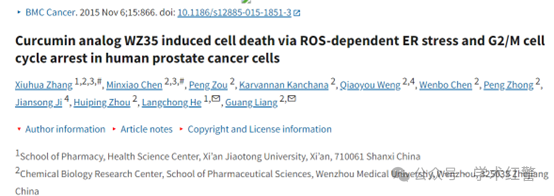 BMC Cancer. 2015 Nov 6;15:866. doi: 10.1186/s12885-015-1851-3
Curcumin analog WZ35 induced cell death via ROS-dependent ER stress and G2/M cell
cycle arrest in human prostate cancer cells
Xiuhua Zhang 1,2,3,#, Minxiao Chen 2,3,#, Peng Zou 2, Karvannan Kanchana 2, Qiaoyou Weng 2,4, Wenbo Chen 2, Peng Zhong 2,
Jiansong Ji 4, Huiping Zhou 2, Langchong He 1,✉, Guang Liang 2,✉
• Author information • Article notes • Copyright and License information
1School of Pharmacy, Health Science Center, Xi'an Jiaotong University, Xi'an, 710061 Shanxi China
2Chemical Biology Research Center, School of Pharmaceutical Sciences, Wenzhou Medical University, Wenzhou, 325035 Zhejiang
China
公众号 · 学术红警